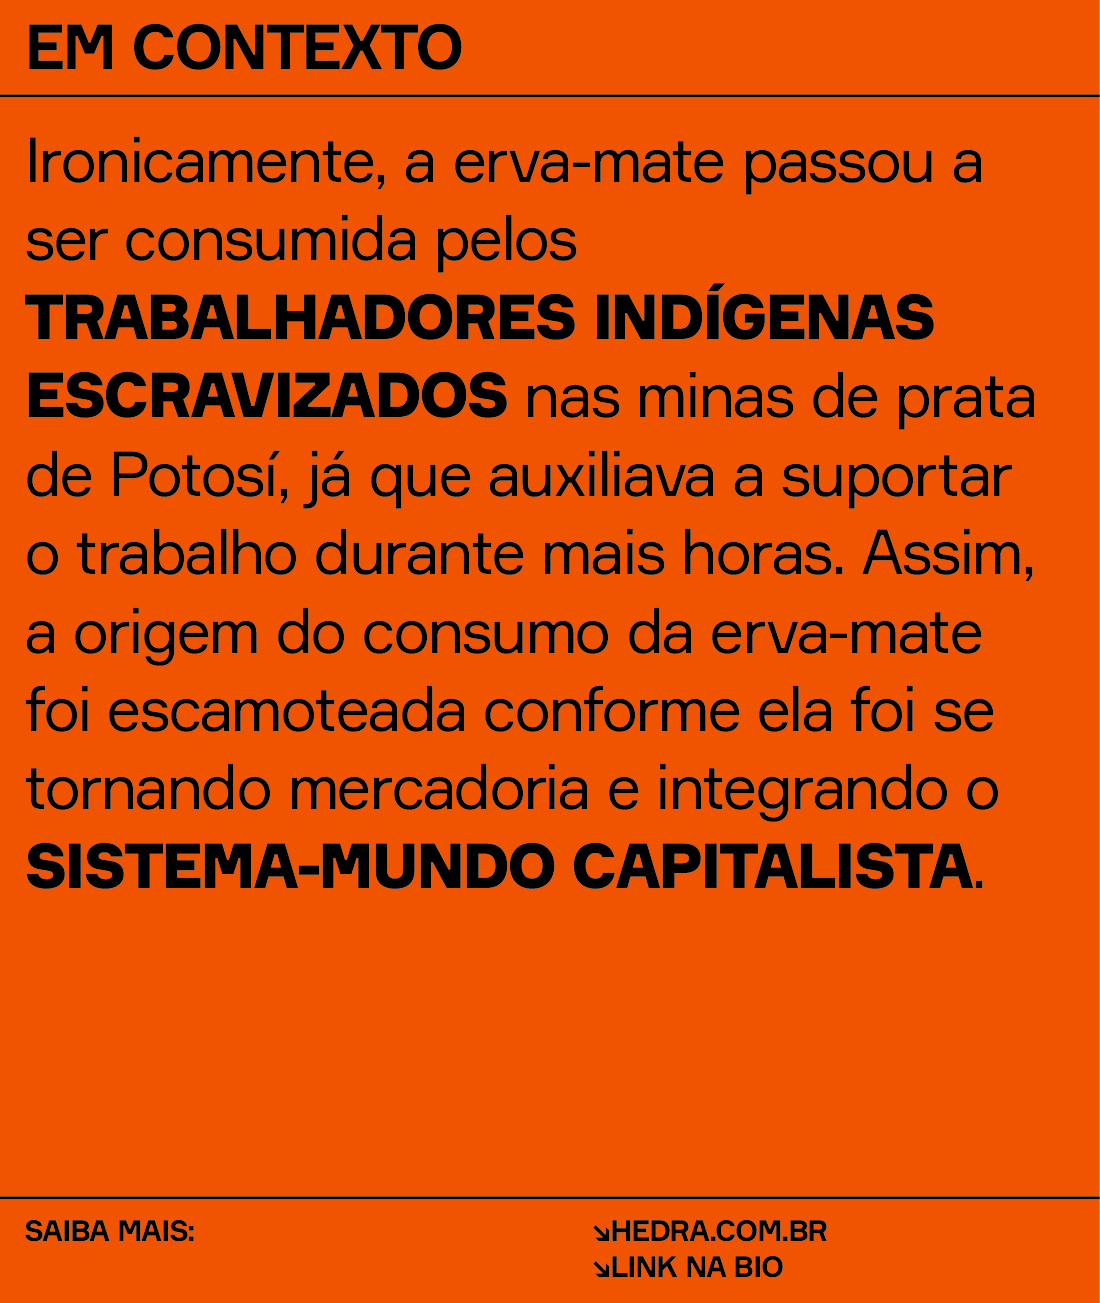 EM CONTEXTO
Ironicamente, a erva-mate passou a
ser consumida pelos
TRABALHADORES INDÍGENAS
ESCRAVIZADOS nas minas de prata
de Potosí, já que auxiliava a suportar
o trabalho durante mais horas. Assim,
a origem do consumo da erva-mate
foi escamoteada conforme ela foi se
tornando mercadoria e integrando o
SISTEMA-MUNDO CAPITALISTA.
SAIBA MAIS:
↘HEDRA.COM.BR
↘LINK NA BIO